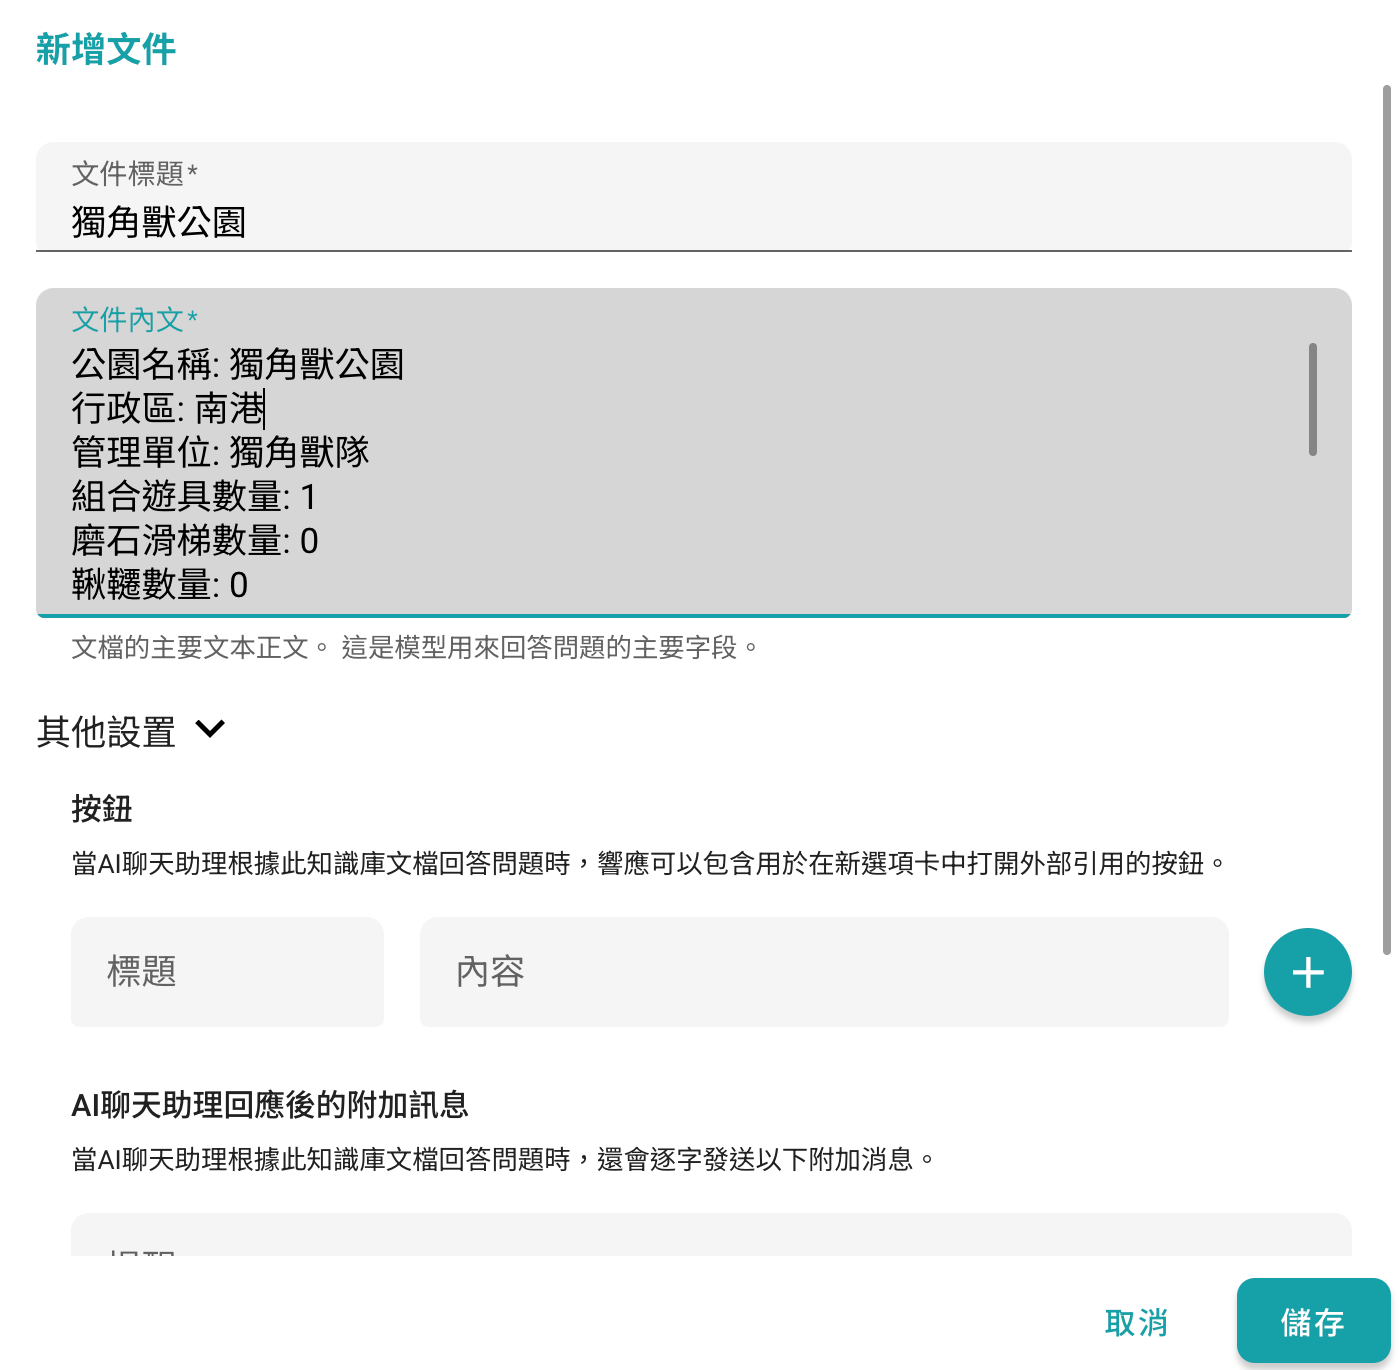 新增文件
文件標題*
獨角獸公園
文件內文*
公園名稱: 獨角獸公園
行政區: 南港
管理單位: 獨角獸隊
組合遊具數量: 1
磨石滑梯數量: 0
鞦韆數量: 0
文檔的主要文本正文。 這是模型用來回答問題的主要字段。
其他設置
按鈕
當AI聊天助理根據此知識庫文檔回答問題時，響應可以包含用於在新選項卡中打開外部引用的按鈕。
標題
內容
AI聊天助理回應後的附加訊息
當AI聊天助理根據此知識庫文檔回答問題時，還會逐字發送以下附加消息。
取消
儲存